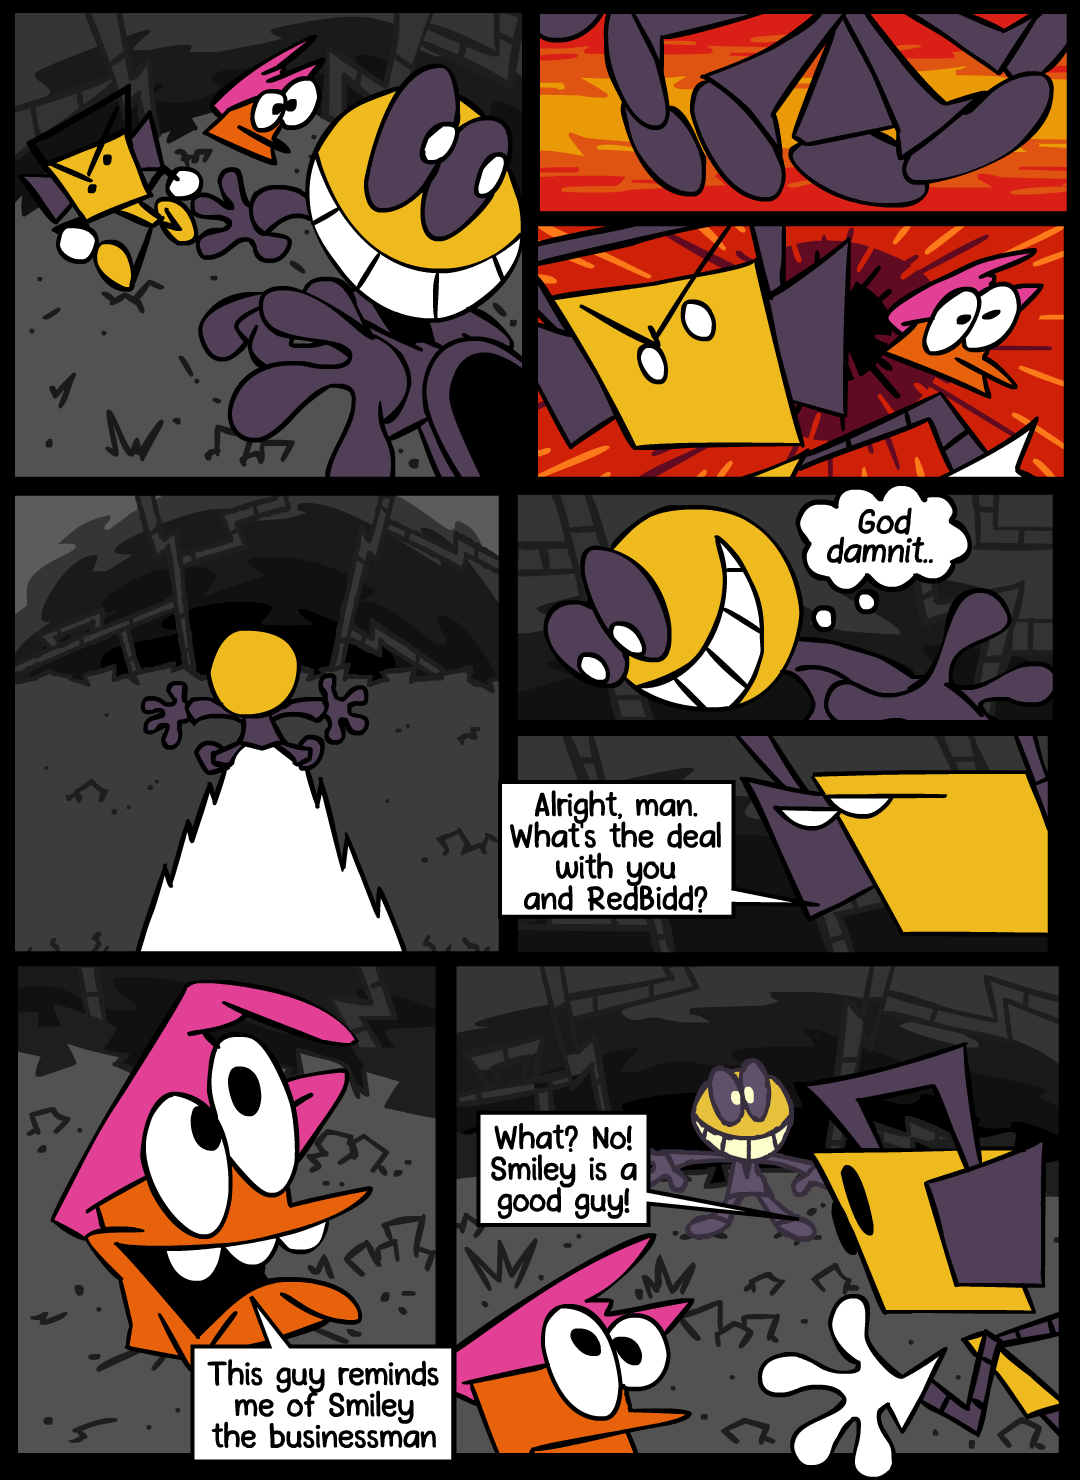 God
damnit..
Alright, man.
What's the deal
with you
and RedBidd?
This guy reminds
me of Smiley
the businessman
What? No!
Smiley is a
good guy!